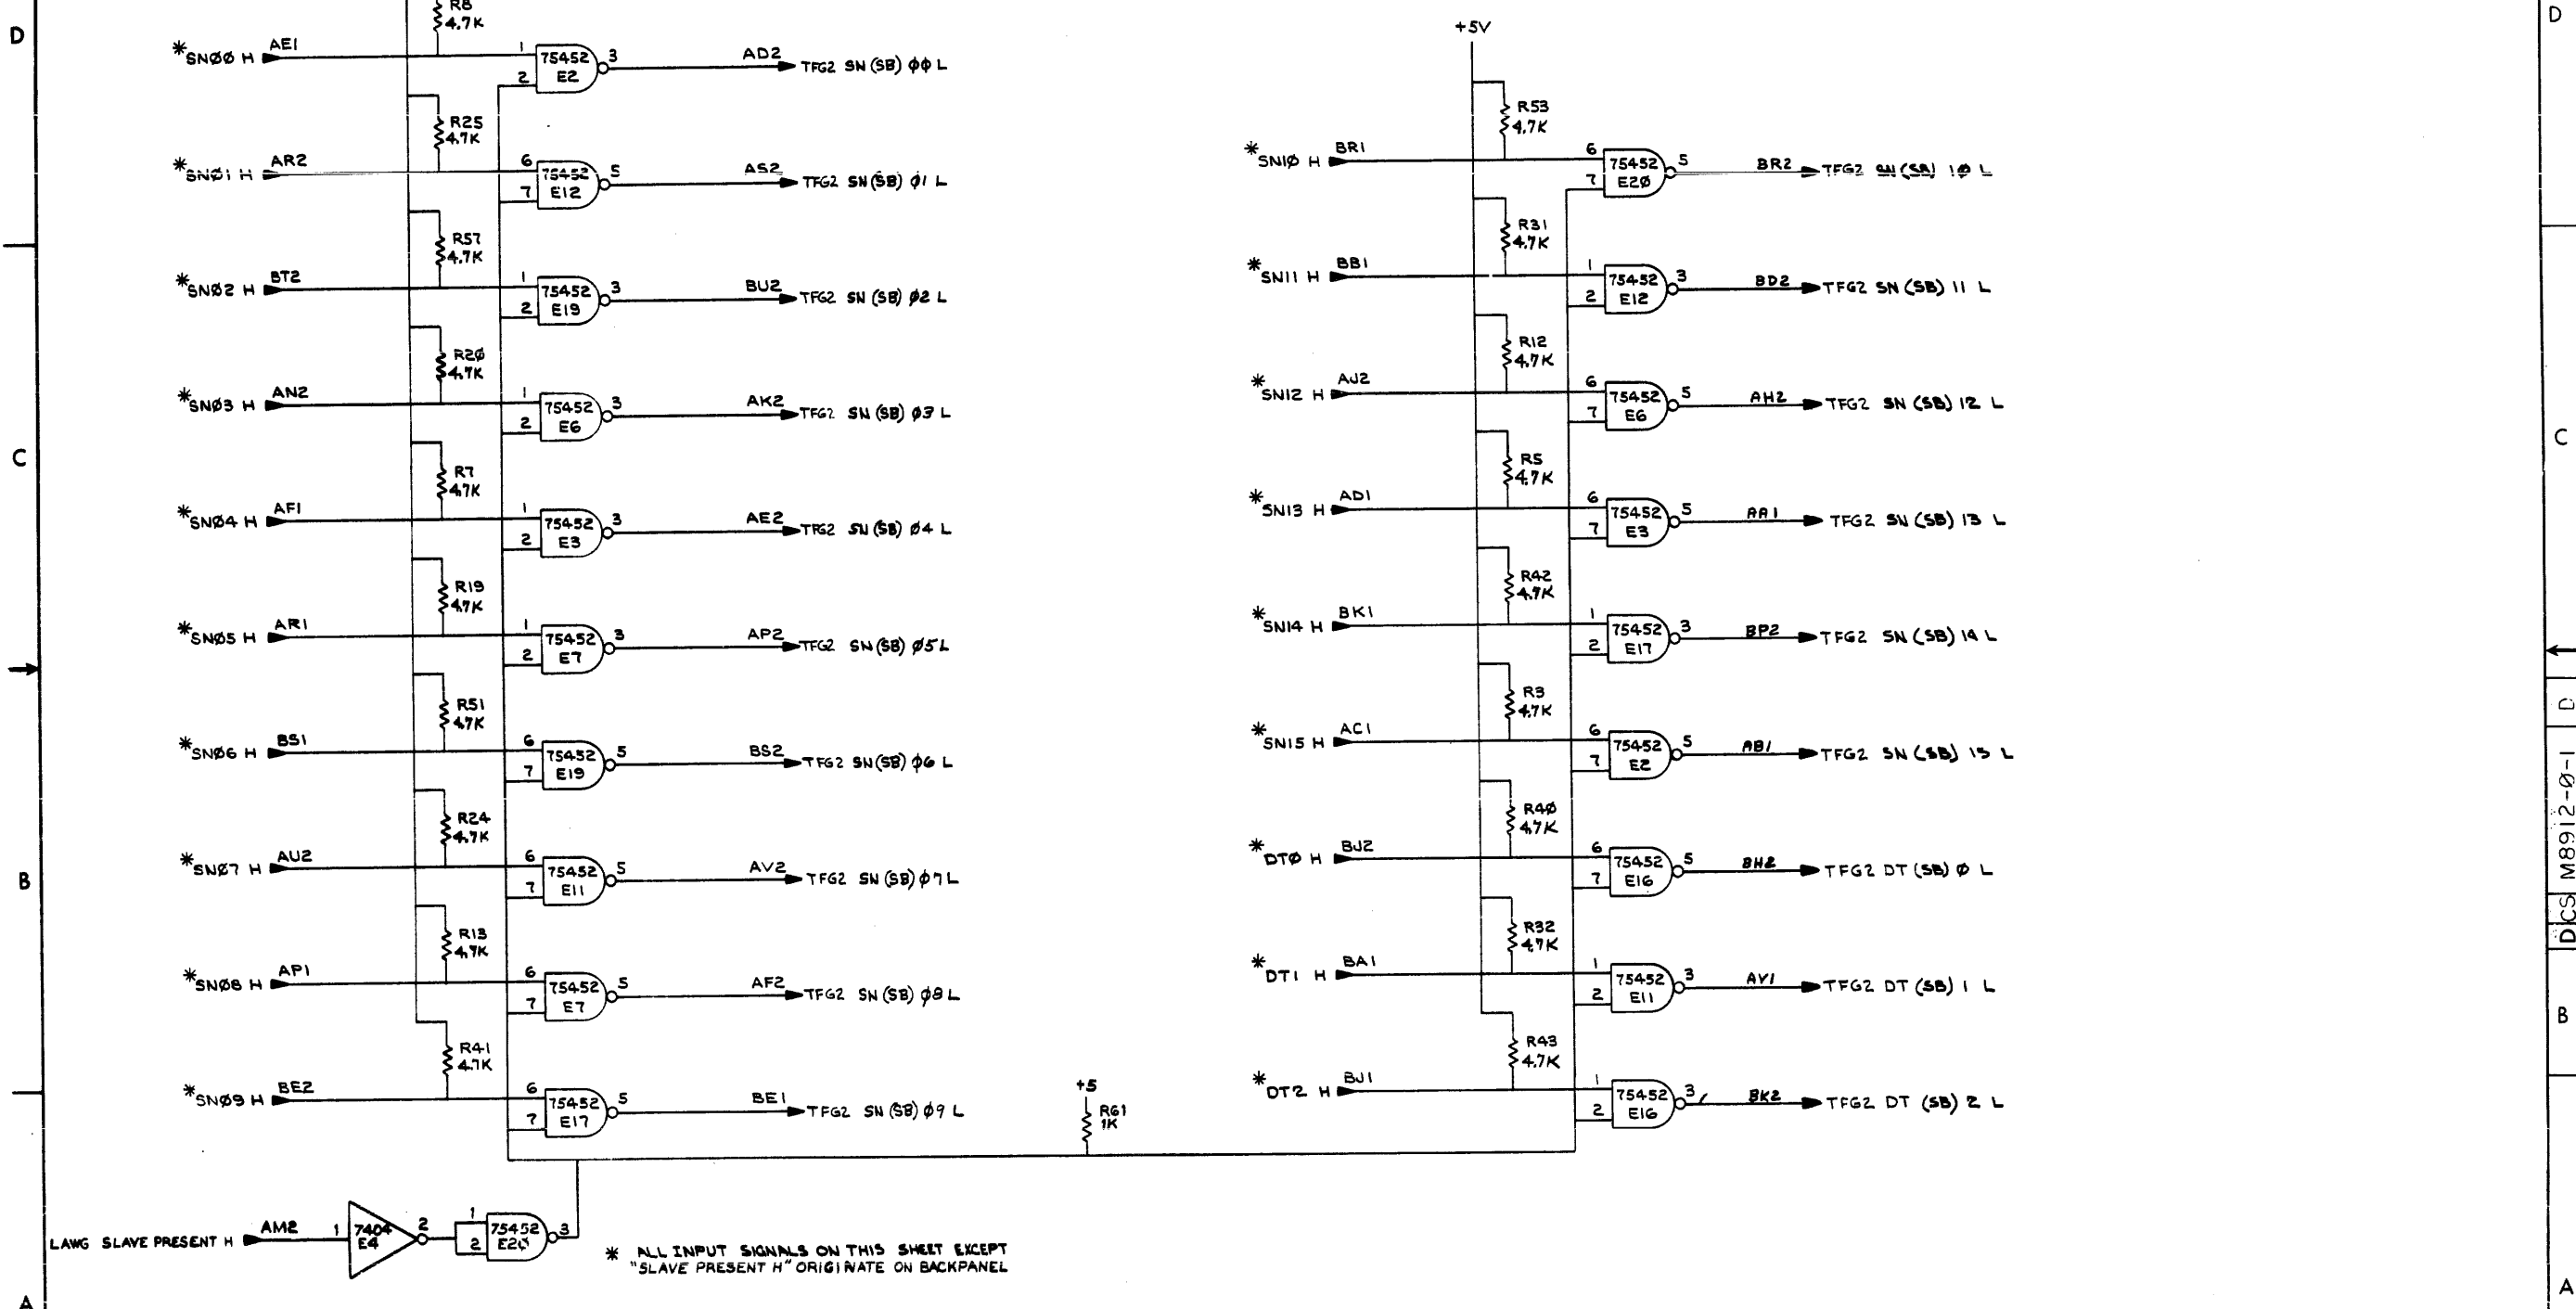 D
R8
4.7K
*SNØØ H AE1 1 2 75452 E2 3 AD2 TFG2 SN (SB) ØØ L
R25
4.7K
*SNØ1 H AR2 6 7 75452 E12 5 AS2 TFG2 SN (SB) Ø1 L
R57
4.7K
*SNØ2 H BT2 1 2 75452 E19 3 BU2 TFG2 SN (SB) Ø2 L
R2Ø
4.7K
*SNØ3 H AN2 1 2 75452 E6 3 AK2 TFG2 SN (SB) Ø3 L
C
R7
4.7K
*SNØ4 H AF1 1 2 75452 E3 3 AE2 TFG2 SN (SB) Ø4 L
R19
4.7K
*SNØ5 H AR1 1 2 75452 E7 3 AP2 TFG2 SN (SB) Ø5 L
R51
4.7K
*SNØ6 H BS1 6 7 75452 E19 5 BS2 TFG2 SN (SB) Ø6 L
R24
4.7K
*SNØ7 H AU2 6 7 75452 E11 5 AV2 TFG2 SN (SB) Ø7 L
B
R13
4.7K
*SNØ8 H AP1 6 7 75452 E7 5 AF2 TFG2 SN (SB) Ø8 L
R41
4.7K
*SNØ9 H BE2 6 7 75452 E17 5 BE1 TFG2 SN (SB) Ø9 L
+5
R61
1K
LAWG SLAVE PRESENT H AM2 1 7404 E4 2 1 2 75452 E2Ø 3
* ALL INPUT SIGNALS ON THIS SHEET EXCEPT
"SLAVE PRESENT H" ORIGINATE ON BACKPANEL
A
+5V
R53
4.7K
*SN1Ø H BR1 6 7 75452 E2Ø 5 BR2 TFG2 SN (SB) 1Ø L
R31
4.7K
*SN11 H BB1 1 2 75452 E12 3 BD2 TFG2 SN (SB) 11 L
R12
4.7K
*SN12 H AJ2 6 7 75452 E6 5 AH2 TFG2 SN (SB) 12 L
R5
4.7K
*SN13 H AD1 6 7 75452 E3 5 AA1 TFG2 SN (SB) 13 L
R42
4.7K
*SN14 H BK1 1 2 75452 E17 3 BP2 TFG2 SN (SB) 14 L
R3
4.7K
*SN15 H AC1 6 7 75452 E2 5 AB1 TFG2 SN (SB) 15 L
R4Ø
4.7K
*DTØ H BJ2 6 7 75452 E16 5 BH2 TFG2 DT (SB) Ø L
R32
4.7K
*DT1 H BA1 1 2 75452 E11 3 AV1 TFG2 DT (SB) 1 L
R43
4.7K
*DT2 H BJ1 1 2 75452 E16 3 BK2 TFG2 DT (SB) 2 L
D
C
D CS M8912-Ø-1 D
B
A